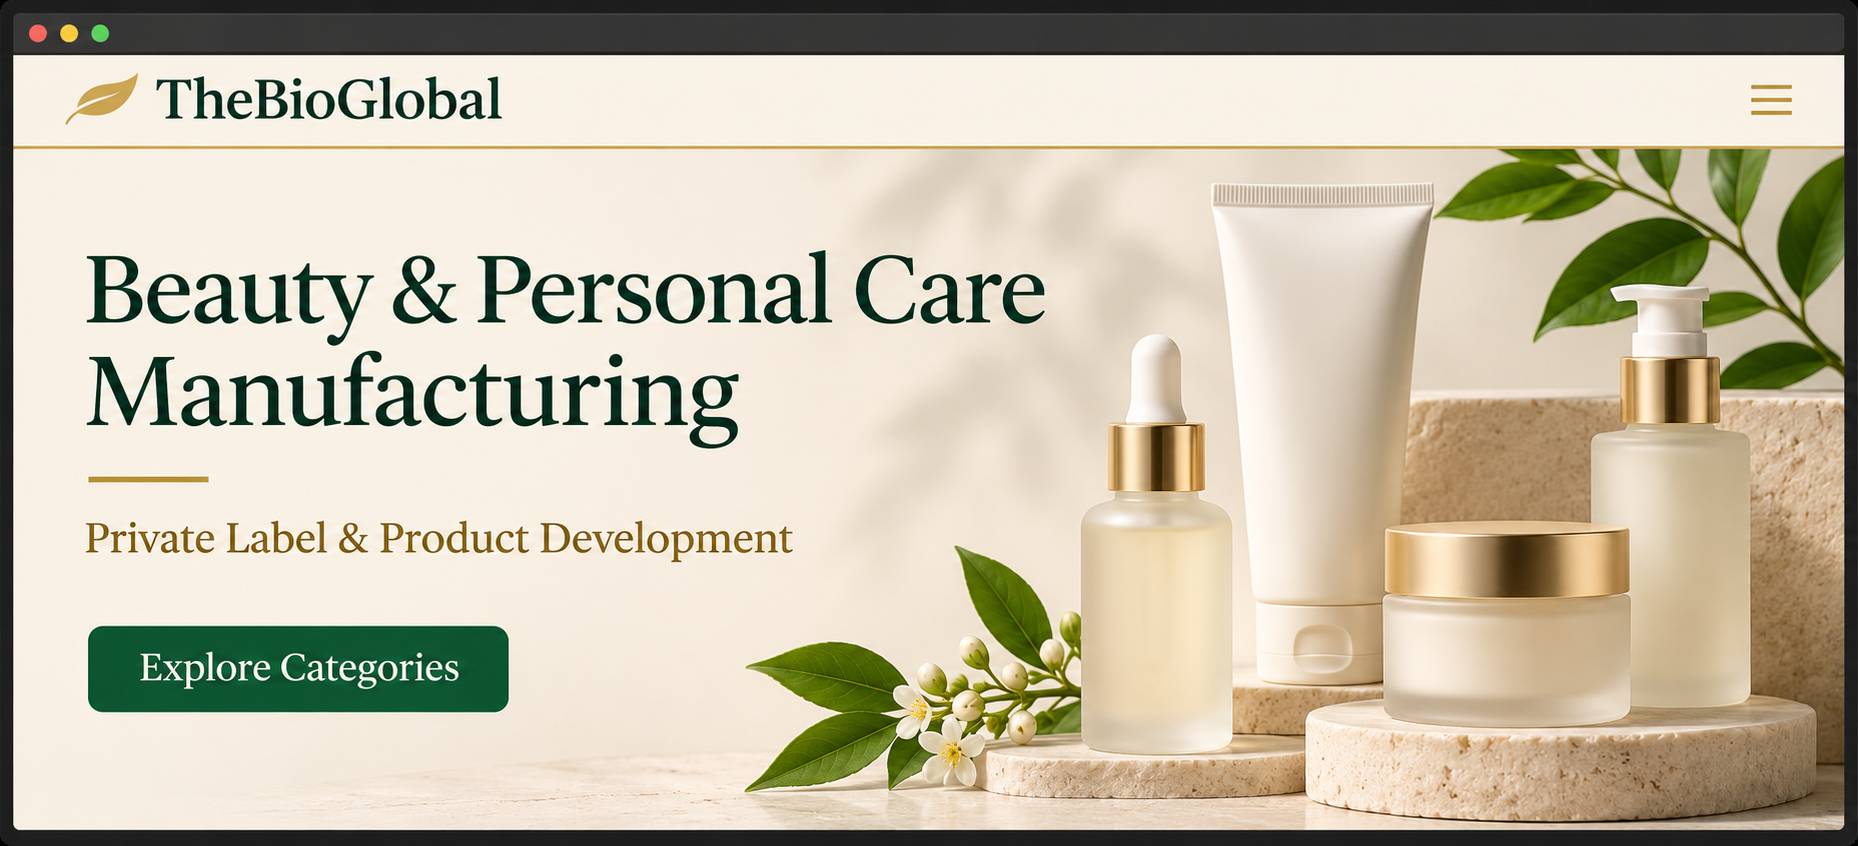 TheBioGlobal
Beauty & Personal Care
Manufacturing
Private Label & Product Development
Explore Categories